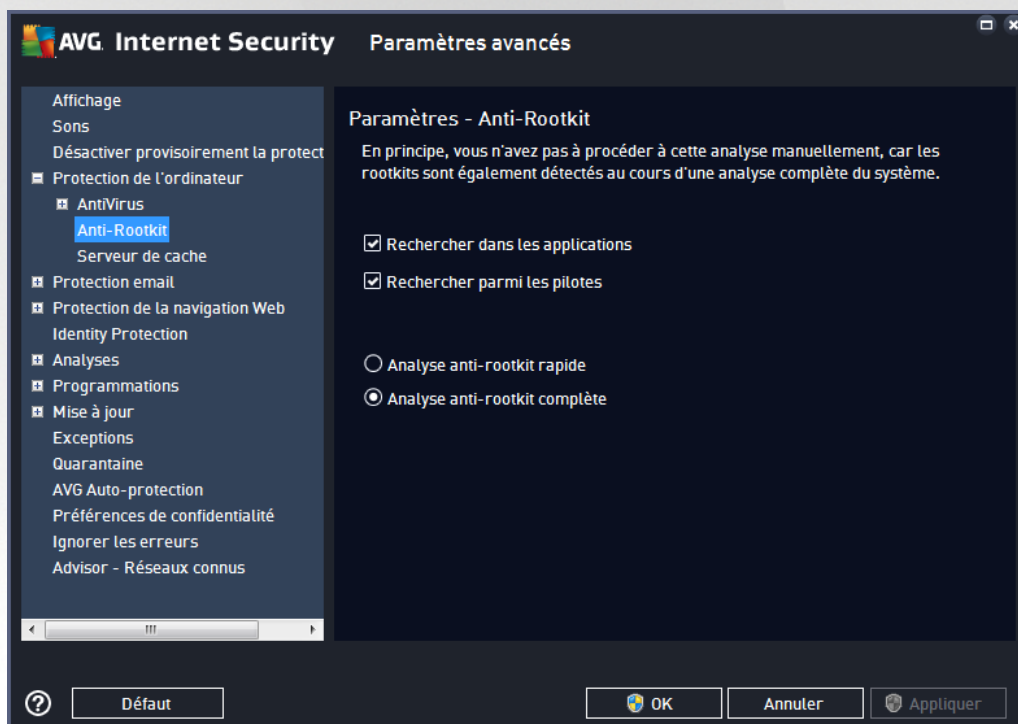 AVG. Internet Security Paramètres avancés
Affichage
Sons
Désactiver provisoirement la protect
Protection de l'ordinateur
AntiVirus
Anti-Rootkit
Serveur de cache
Protection email
Protection de la navigation Web
Identity Protection
Analyses
Programmations
Mise à jour
Exceptions
Quarantaine
AVG Auto-protection
Préférences de confidentialité
Ignorer les erreurs
Advisor - Réseaux connus
Paramètres - Anti-Rootkit
En principe, vous n'avez pas à procéder à cette analyse manuellement, car les
rootkits sont également détectés au cours d'une analyse complète du système.
Rechercher dans les applications
Rechercher parmi les pilotes
Analyse anti-rootkit rapide
Analyse anti-rootkit complète
Défaut
OK
Annuler
Appliquer